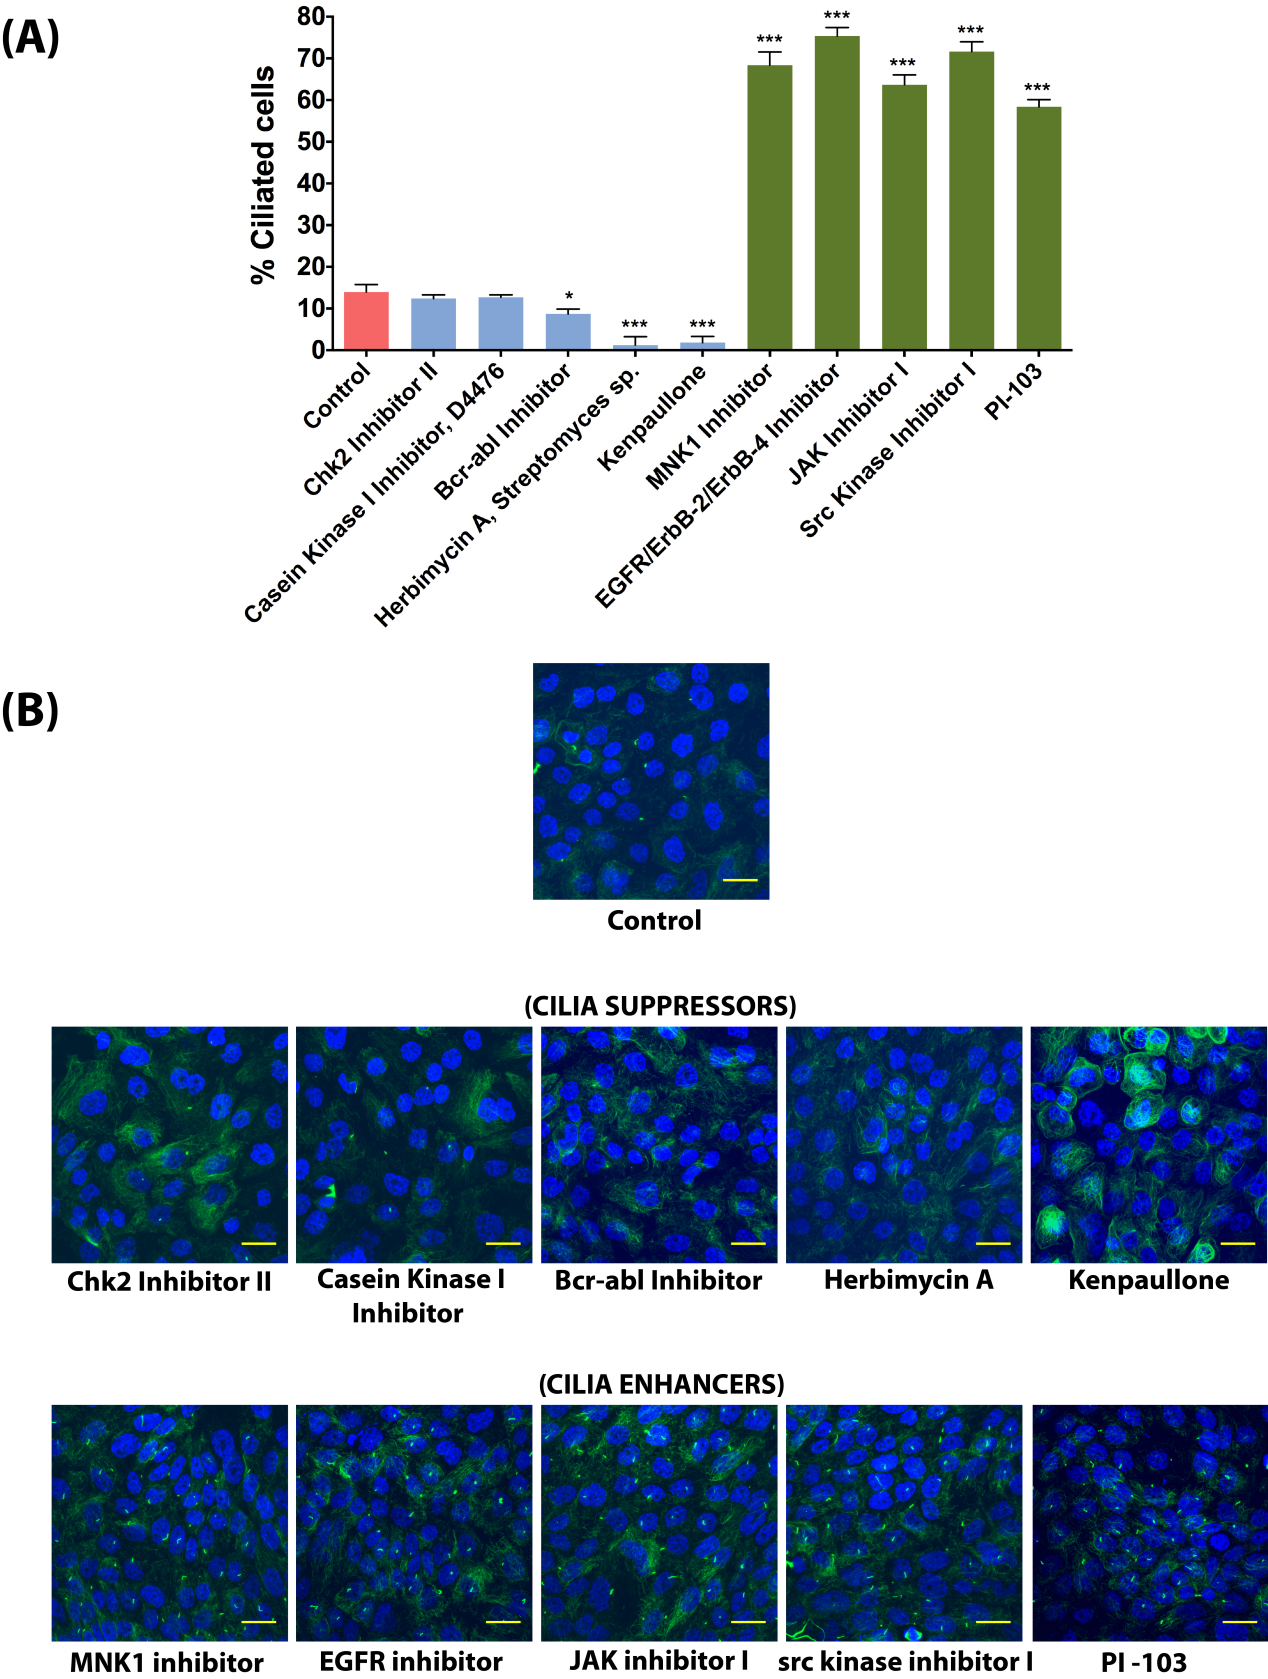 (A)
% Ciliated cells
80
70
60
50
40
30
20
10
0
*
***
***
***
***
***
***
***
Control
Chk2 Inhibitor II
Casein Kinase I Inhibitor, D4476
Bcr-abl Inhibitor
Herbimycin A, Streptomyces sp.
Kenpaullone
MNK1 Inhibitor
EGFR/ErbB-2/ErbB-4 Inhibitor
JAK Inhibitor I
Src Kinase Inhibitor I
PI-103
(B)
Control
(CILIA SUPPRESSORS)
Chk2 Inhibitor II
Casein Kinase I
Inhibitor
Bcr-abl Inhibitor
Herbimycin A
Kenpaullone
(CILIA ENHANCERS)
MNK1 inhibitor
EGFR inhibitor
JAK inhibitor I
src kinase inhibitor I
PI -103